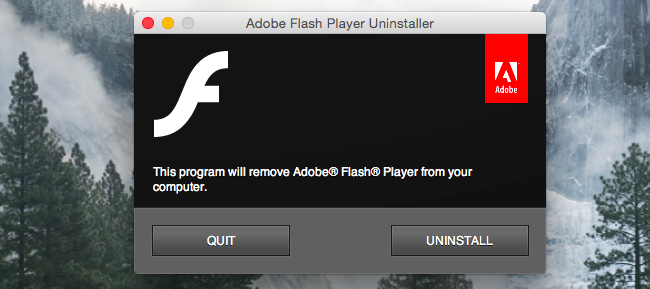 Adobe Flash Player Uninstaller
Adobe
This program will remove Adobe® Flash® Player from your
computer.
QUIT
UNINSTALL